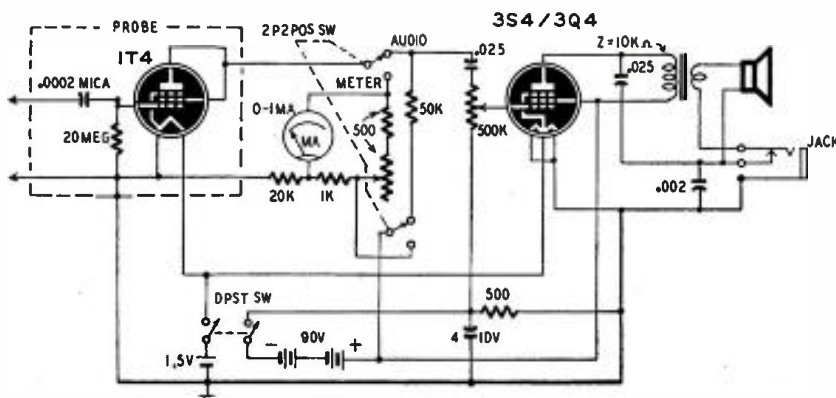 3S4/3Q4
PROBE
1T4
2P2POS SW
AUDIO
Z=10KΩ
.025
.025
.0002 MICA
METER
0-1MA
50K
500K
500
MA
20MEG
JACK
20K
1K
.002
DPST SW
500
- 90V +
4
10V
1.5V